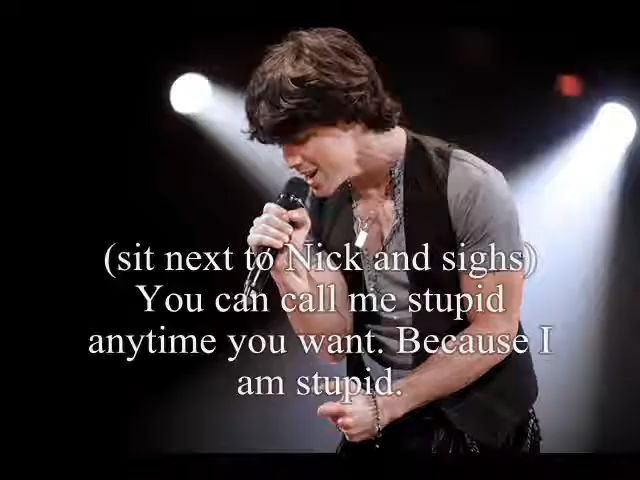 (sit next to Nick and sighs)
You can call me stupid
anytime you want. Because I
am stupid.